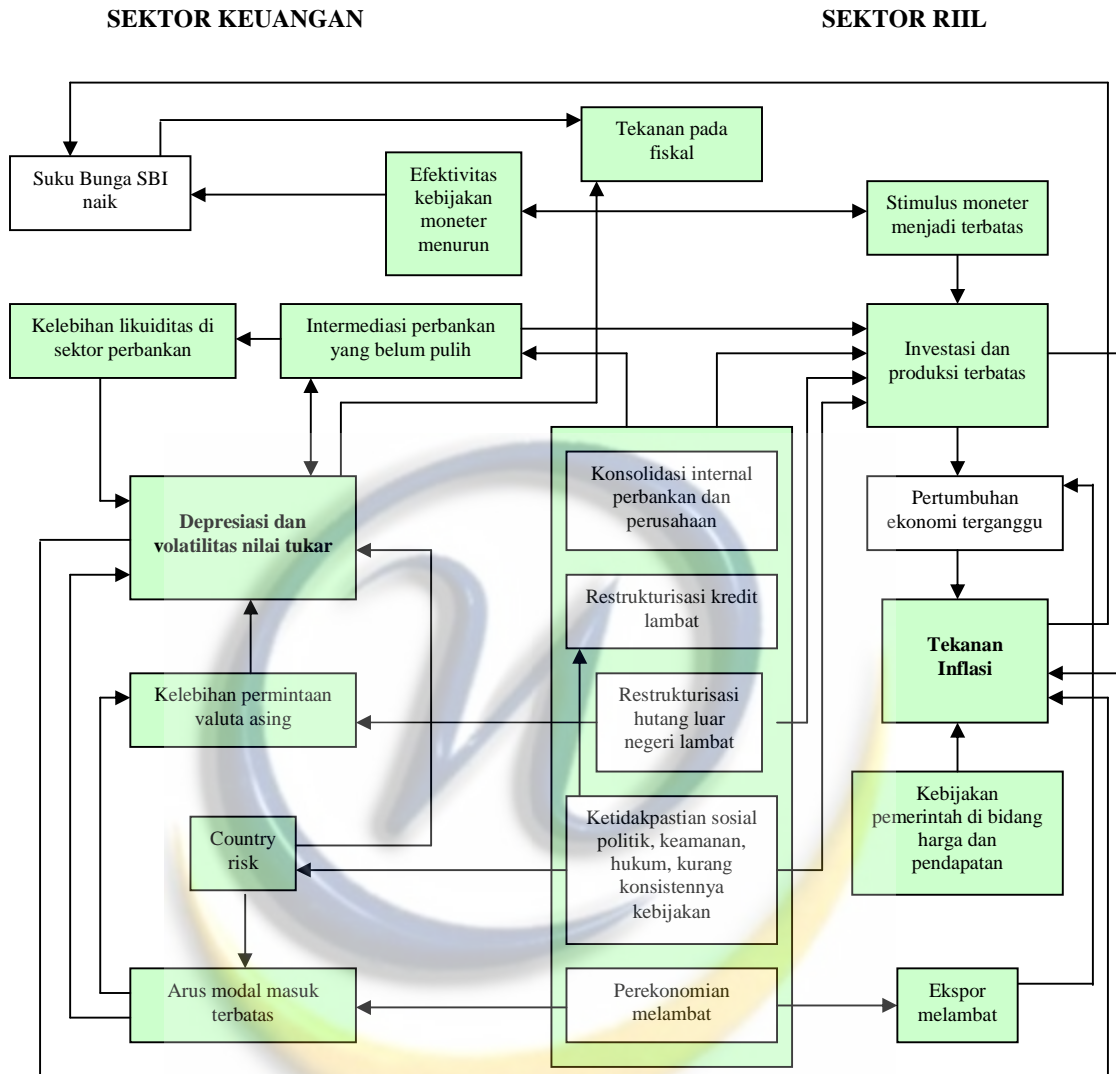 SEKTOR KEUANGAN
SEKTOR RIIL
Tekanan pada
fiskal
Suku Bunga SBI
naik
Efektivitas
kebijakan
moneter
menurun
Stimulus moneter
menjadi terbatas
Kelebihan likuiditas di
sektor perbankan
Intermediasi perbankan
yang belum pulih
Investasi dan
produksi terbatas
Konsolidasi internal
perbankan dan
perusahaan
Pertumbuhan
ekonomi terganggu
Depresiasi dan
volatilitas nilai tukar
Restrukturisasi kredit
lambat
Tekanan
Inflasi
Kelebihan permintaan
valuta asing
Restrukturisasi
hutang luar
negeri lambat
Kebijakan
pemerintah di bidang
harga dan
pendapatan
Country
risk
Ketidakpastian sosial
politik, keamanan,
hukum, kurang
konsistennya
kebijakan
Arus modal masuk
terbatas
Perekonomian
melambat
Ekspor
melambat